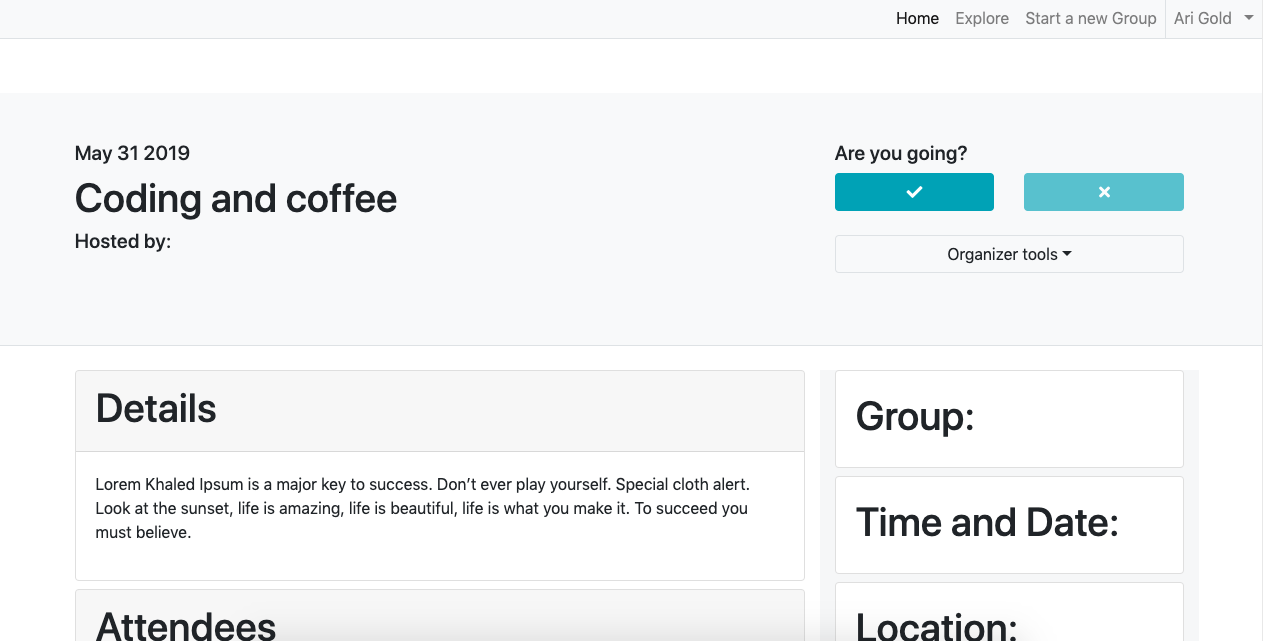 Home Explore Start a new Group Ari Gold
May 31 2019
Coding and coffee
Hosted by:
Are you going?
Organizer tools
Details
Lorem Khaled Ipsum is a major key to success. Don’t ever play yourself. Special cloth alert.
Look at the sunset, life is amazing, life is beautiful, life is what you make it. To succeed you
must believe.
Attendees
Group:
Time and Date:
Location: